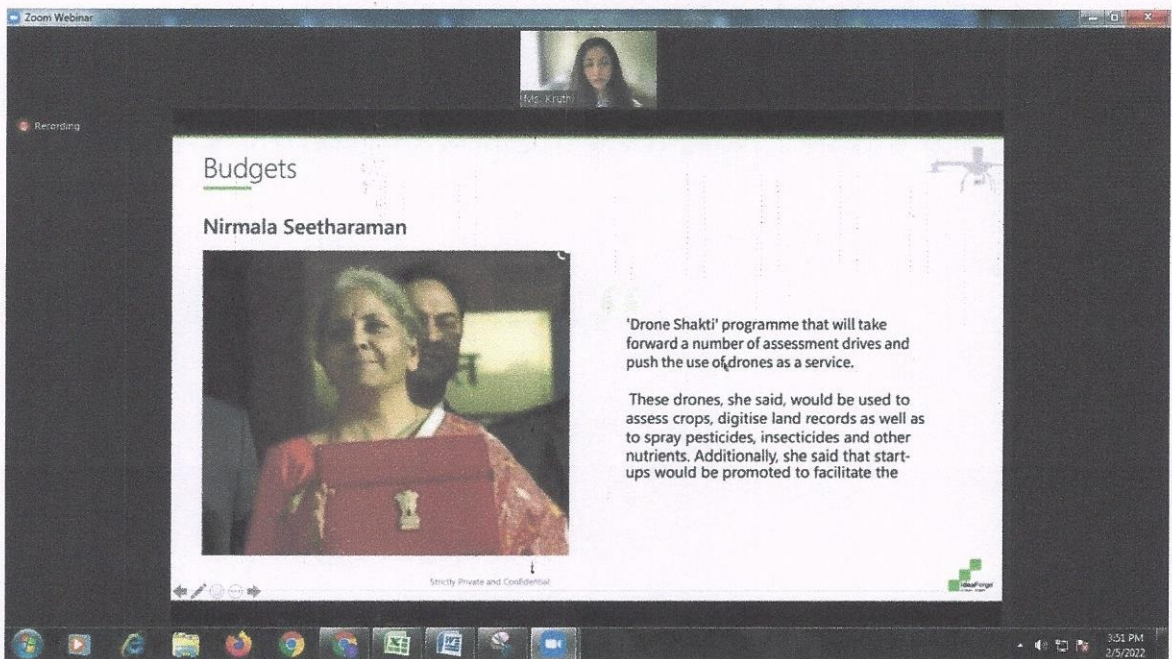 Zoom Webinar
(Ms. Kruthi
Recording
Budgets
Nirmala Seetharaman
'Drone Shakti' programme that will take
forward a number of assessment drives and
push the use of drones as a service.
These drones, she said, would be used to
assess crops, digitise land records as well as
to spray pesticides, insecticides and other
nutrients. Additionally, she said that start-
ups would be promoted to facilitate the
Strictly Private and Confidential
ideaForge
3:51 PM
2/5/2022